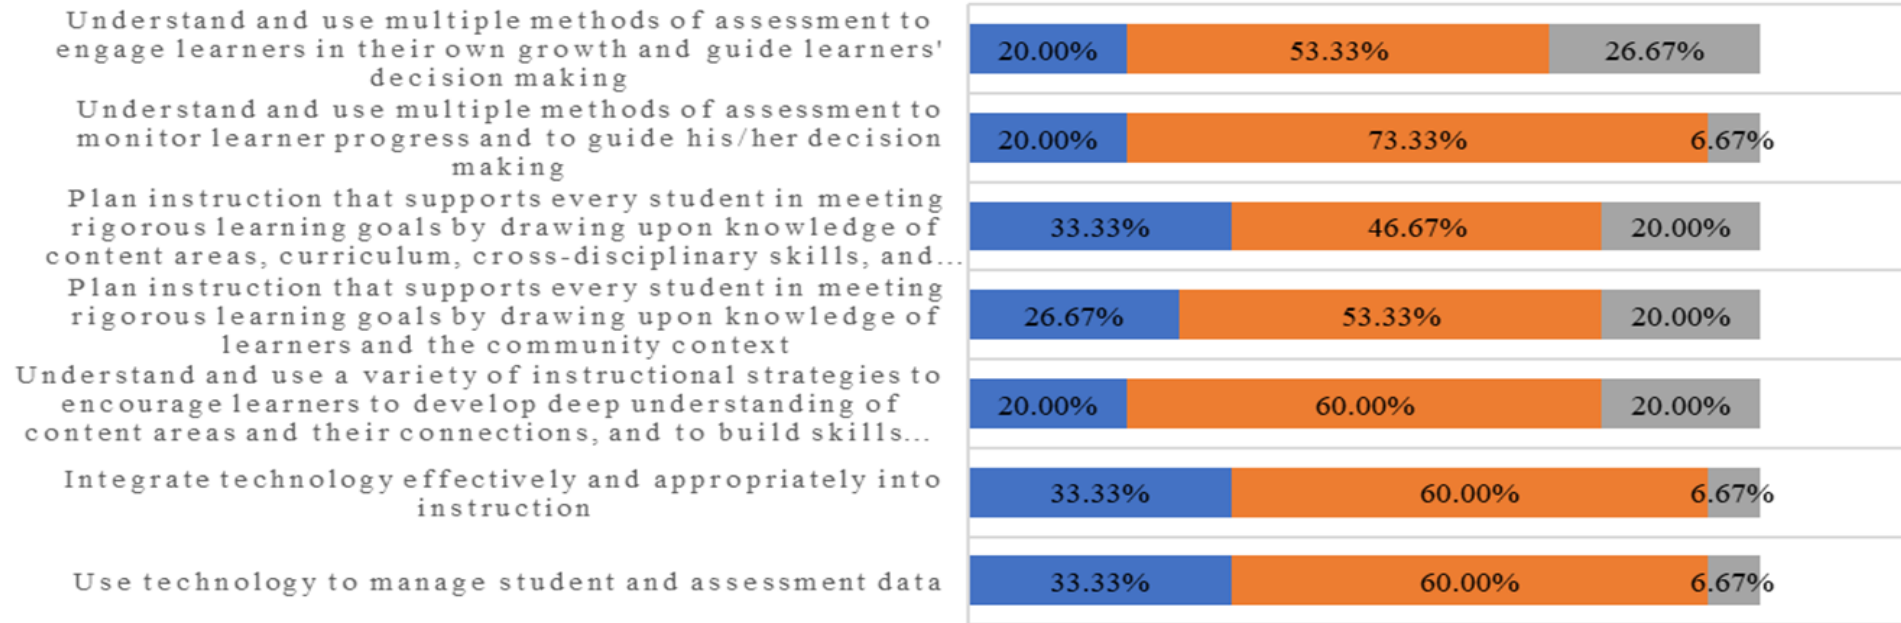 Understand and use multiple methods of assessment to
engage learners in their own growth and guide learners'
decision making
20.00% 53.33% 26.67%
Understand and use multiple methods of assessment to
monitor learner progress and to guide his/her decision
making
20.00% 73.33% 6.67%
Plan instruction that supports every student in meeting
rigorous learning goals by drawing upon knowledge of
content areas, curriculum, cross-disciplinary skills, and...
33.33% 46.67% 20.00%
Plan instruction that supports every student in meeting
rigorous learning goals by drawing upon knowledge of
learners and the community context
26.67% 53.33% 20.00%
Understand and use a variety of instructional strategies to
encourage learners to develop deep understanding of
content areas and their connections, and to build skills...
20.00% 60.00% 20.00%
Integrate technology effectively and appropriately into
instruction
33.33% 60.00% 6.67%
Use technology to manage student and assessment data
33.33% 60.00% 6.67%